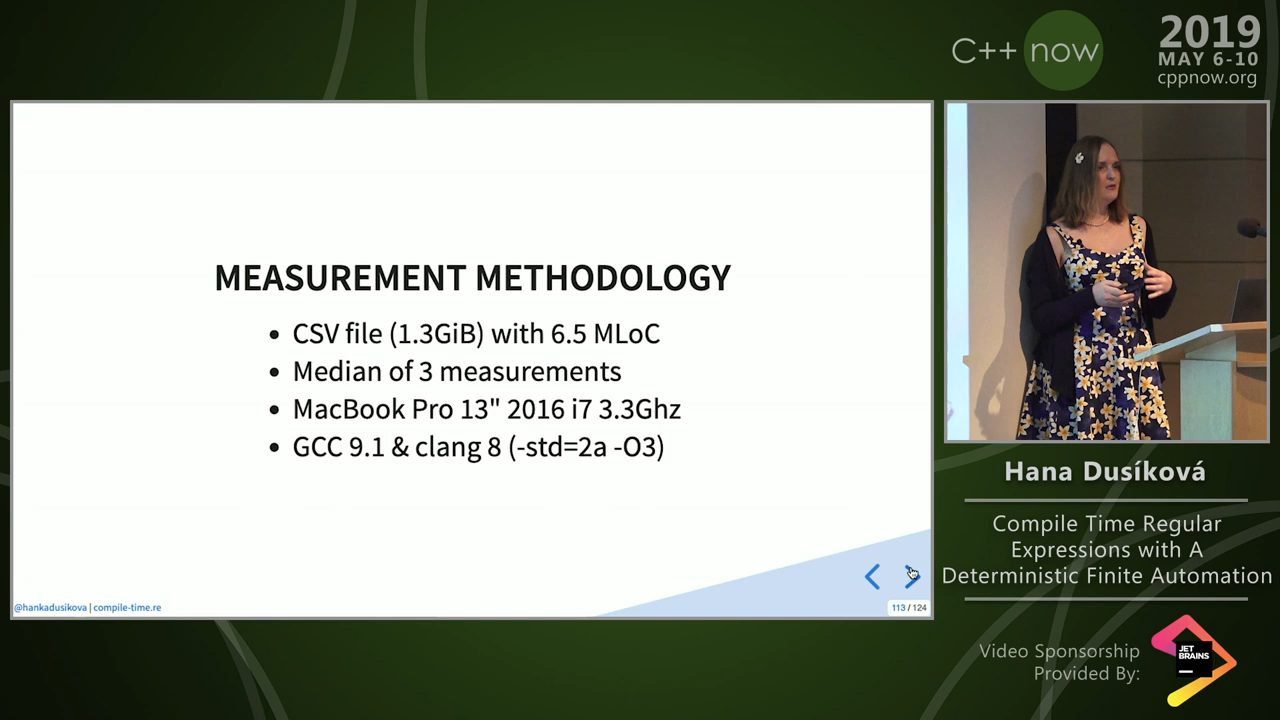 C++ now
2019
MAY 6-10
cppnow.org
MEASUREMENT METHODOLOGY
• CSV file (1.3GiB) with 6.5 MLoC
• Median of 3 measurements
• MacBook Pro 13" 2016 i7 3.3Ghz
• GCC 9.1 & clang 8 (-std=2a -O3)
@hankadusikova | compile-time.re
113 / 124
Hana Dusíková
Compile Time Regular
Expressions with A
Deterministic Finite Automation
Video Sponsorship
Provided By:
JET
BRAINS